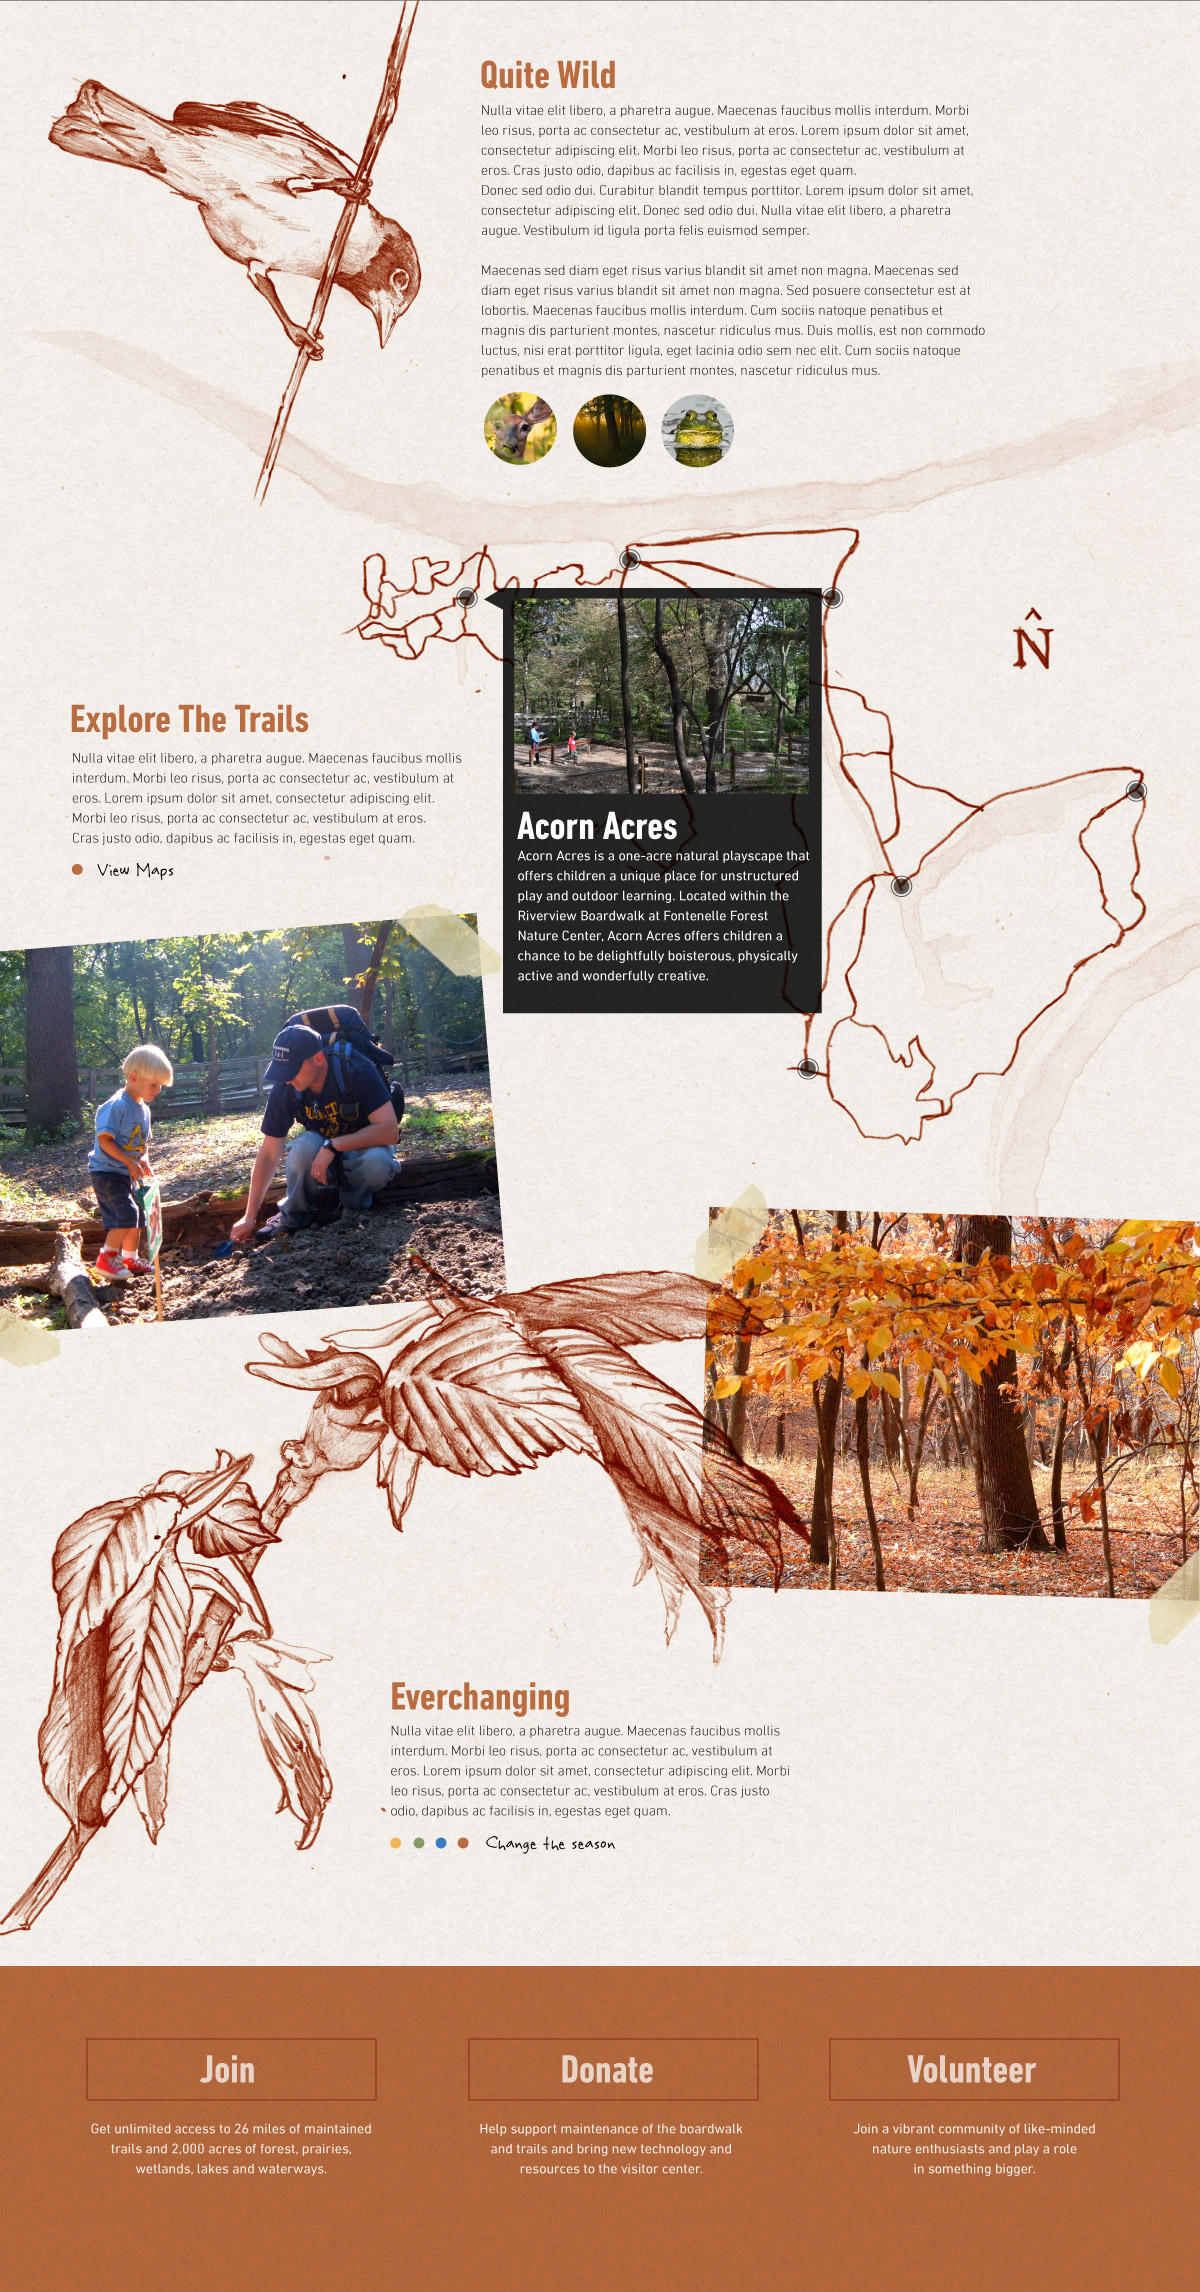 Quite Wild
Nulla vitae elit libero, a pharetra augue. Maecenas faucibus mollis interdum. Morbi
leo risus, porta ac consectetur ac, vestibulum at eros. Lorem ipsum dolor sit amet,
consectetur adipiscing elit. Morbi leo risus, porta ac consectetur ac, vestibulum at
eros. Cras justo odio, dapibus ac facilisis in, egestas eget quam.
Donec sed odio dui. Curabitur blandit tempus porttitor. Lorem ipsum dolor sit amet,
consectetur adipiscing elit. Donec sed odio dui. Nulla vitae elit libero, a pharetra
augue. Vestibulum id ligula porta felis euismod semper.
Maecenas sed diam eget risus varius blandit sit amet non magna. Maecenas sed
diam eget risus varius blandit sit amet non magna. Sed posuere consectetur est at
lobortis. Maecenas faucibus mollis interdum. Cum sociis natoque penatibus et
magnis dis parturient montes, nascetur ridiculus mus. Duis mollis, est non commodo
luctus, nisi erat porttitor ligula, eget lacinia odio sem nec elit. Cum sociis natoque
penatibus et magnis dis parturient montes, nascetur ridiculus mus.
N
Explore The Trails
Nulla vitae elit libero, a pharetra augue. Maecenas faucibus mollis
interdum. Morbi leo risus, porta ac consectetur ac, vestibulum at
eros. Lorem ipsum dolor sit amet, consectetur adipiscing elit.
Morbi leo risus, porta ac consectetur ac, vestibulum at eros.
Cras justo odio, dapibus ac facilisis in, egestas eget quam.
View Maps
Acorn Acres
Acorn Acres is a one-acre natural playscape that
offers children a unique place for unstructured
play and outdoor learning. Located within the
Riverview Boardwalk at Fontenelle Forest
Nature Center, Acorn Acres offers children a
chance to be delightfully boisterous, physically
active and wonderfully creative.
Everchanging
Nulla vitae elit libero, a pharetra augue. Maecenas faucibus mollis
interdum. Morbi leo risus, porta ac consectetur ac, vestibulum at
eros. Lorem ipsum dolor sit amet, consectetur adipiscing elit. Morbi
leo risus, porta ac consectetur ac, vestibulum at eros. Cras justo
odio, dapibus ac facilisis in, egestas eget quam.
Change the season
Join
Get unlimited access to 26 miles of maintained
trails and 2,000 acres of forest, prairies,
wetlands, lakes and waterways.
Donate
Help support maintenance of the boardwalk
and trails and bring new technology and
resources to the visitor center.
Volunteer
Join a vibrant community of like-minded
nature enthusiasts and play a role
in something bigger.